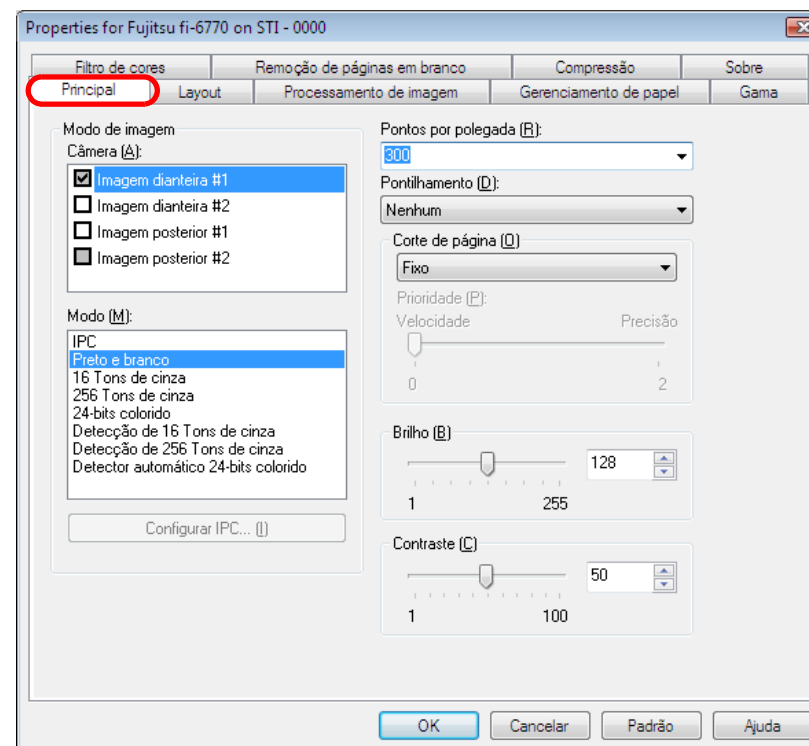 Properties for Fujitsu fi-6770 on STI - 0000
Filtro de cores
Remoção de páginas em branco
Compressão
Sobre
Principal
Layout
Processamento de imagem
Gerenciamento de papel
Gama
Modo de imagem
Câmera (A):
Imagem dianteira #1
Imagem dianteira #2
Imagem posterior #1
Imagem posterior #2
Modo (M):
IPC
Preto e branco
16 Tons de cinza
256 Tons de cinza
24-bits colorido
Detecção de 16 Tons de cinza
Detecção de 256 Tons de cinza
Detector automático 24-bits colorido
Configurar IPC... (I)
Pontos por polegada (R):
300
Pontilhamento (D):
Nenhum
Corte de página (O)
Fixo
Prioridade (P):
Velocidade Precisão
0 2
Brilho (B)
128
1 255
Contraste (C)
50
1 100
OK
Cancelar
Padrão
Ajuda